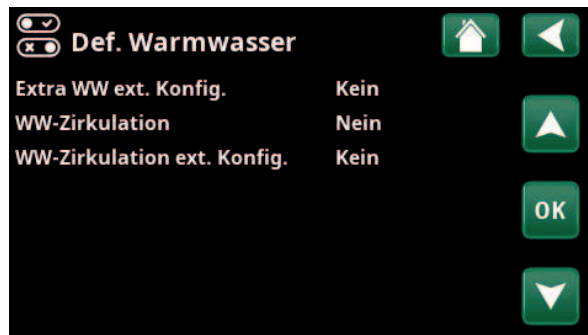 Def. Warmwasser
Extra WW ext. Konfig. Kein
WW-Zirkulation Nein
WW-Zirkulation ext. Konfig. Kein
OK